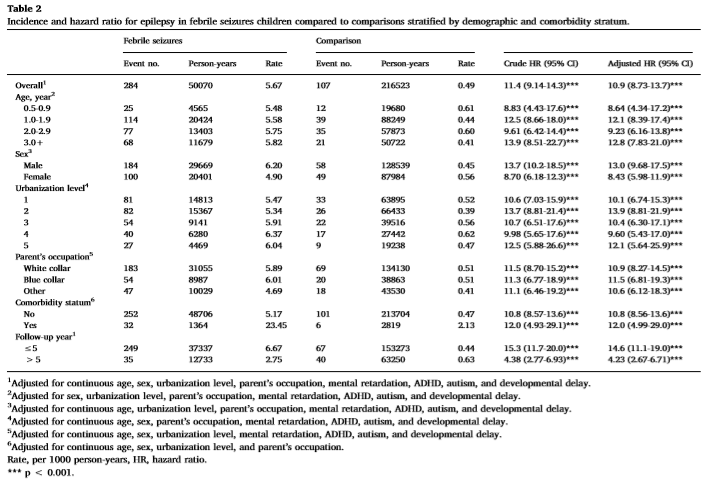 Table 2
Incidence and hazard ratio for epilepsy in febrile seizures children compared to comparisons stratified by demographic and comorbidity stratum.
Febrile seizures Comparison
Event no. Person-years Rate Event no. Person-years Rate Crude HR (95% CI) Adjusted HR (95% CI)
Overall1 284 50070 5.67 107 216523 0.49 11.4 (9.14-14.3)*** 10.9 (8.73-13.7)***
Age, year2
0.5-0.9 25 4565 5.48 12 19680 0.61 8.83 (4.43-17.6)*** 8.64 (4.34-17.2)***
1.0-1.9 114 20424 5.58 39 88249 0.44 12.5 (8.66-18.0)*** 12.1 (8.39-17.4)***
2.0-2.9 77 13403 5.75 35 57873 0.60 9.61 (6.42-14.4)*** 9.23 (6.16-13.8)***
3.0+ 68 11679 5.82 21 50722 0.41 13.9 (8.51-22.7)*** 12.8 (7.83-21.0)***
Sex3
Male 184 29669 6.20 58 128539 0.45 13.7 (10.2-18.5)*** 13.0 (9.68-17.5)***
Female 100 20401 4.90 49 87984 0.56 8.70 (6.18-12.3)*** 8.43 (5.98-11.9)***
Urbanization level4
1 81 14813 5.47 33 63895 0.52 10.6 (7.03-15.9)*** 10.1 (6.74-15.3)***
2 82 15367 5.34 26 66433 0.39 13.7 (8.81-21.4)*** 13.9 (8.81-21.9)***
3 54 9141 5.91 22 39516 0.56 10.7 (6.51-17.6)*** 10.4 (6.30-17.1)***
4 40 6280 6.37 17 27442 0.62 9.98 (5.65-17.6)*** 9.60 (5.43-17.0)***
5 27 4469 6.04 9 19238 0.47 12.5 (5.88-26.6)*** 12.1 (5.64-25.9)***
Parent's occupation5
White collar 183 31055 5.89 69 134130 0.51 11.5 (8.70-15.2)*** 10.9 (8.27-14.5)***
Blue collar 54 8987 6.01 20 38863 0.51 11.3 (6.77-18.9)*** 11.5 (6.81-19.3)***
Other 47 10029 4.69 18 43530 0.41 11.1 (6.46-19.2)*** 10.6 (6.12-18.3)***
Comorbidity statum6
No 252 48706 5.17 101 213704 0.47 10.8 (8.57-13.6)*** 10.8 (8.56-13.6)***
Yes 32 1364 23.45 6 2819 2.13 12.0 (4.93-29.1)*** 12.0 (4.99-29.0)***
Follow-up year1
≤5 249 37337 6.67 67 153273 0.44 15.3 (11.7-20.0)*** 14.6 (11.1-19.0)***
> 5 35 12733 2.75 40 63250 0.63 4.38 (2.77-6.93)*** 4.23 (2.67-6.71)***
1Adjusted for continuous age, sex, urbanization level, parent's occupation, mental retardation, ADHD, autism, and developmental delay.
2Adjusted for sex, urbanization level, parent's occupation, mental retardation, ADHD, autism, and developmental delay.
3Adjusted for continuous age, urbanization level, parent's occupation, mental retardation, ADHD, autism, and developmental delay.
4Adjusted for continuous age, sex, parent's occupation, mental retardation, ADHD, autism, and developmental delay.
5Adjusted for continuous age, sex, urbanization level, mental retardation, ADHD, autism, and developmental delay.
6Adjusted for continuous age, sex, urbanization level, and parent's occupation.
Rate, per 1000 person-years, HR, hazard ratio.
*** p < 0.001.